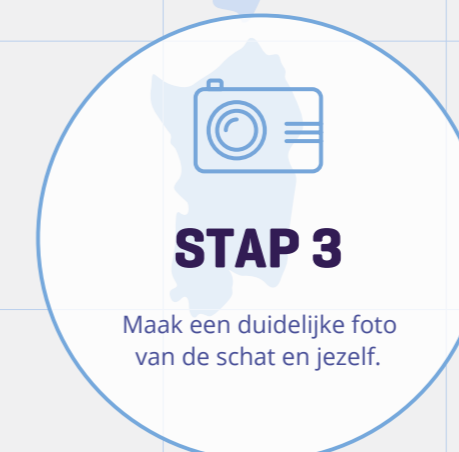 STAP 3
Maak een duidelijke foto
van de schat en jezelf.